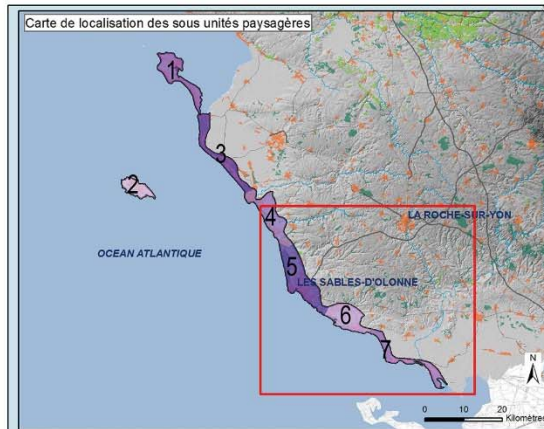 Carte de localisation des sous unités paysagères
1
2
3
4
LA ROCHE-SUR-YON
OCEAN ATLANTIQUE
5
LES SABLES-D'OLONNE
6
7
N
0 10 20
Kilomètres